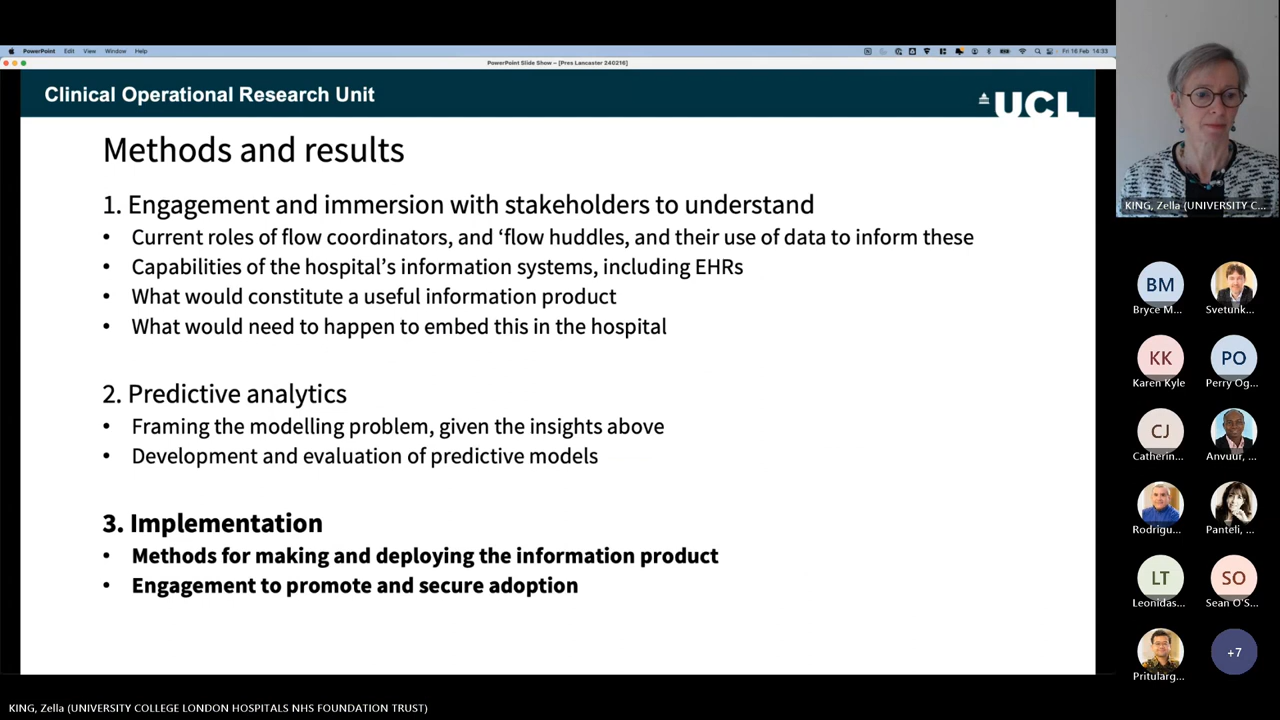 PowerPoint Edit View Window Help
Fri 16 Feb 14:33
PowerPoint Slide Show – [Pres Lancaster 240216]
Clinical Operational Research Unit
UCL
Methods and results
1. Engagement and immersion with stakeholders to understand
• Current roles of flow coordinators, and ‘flow huddles, and their use of data to inform these
• Capabilities of the hospital’s information systems, including EHRs
• What would constitute a useful information product
• What would need to happen to embed this in the hospital
2. Predictive analytics
• Framing the modelling problem, given the insights above
• Development and evaluation of predictive models
3. Implementation
• Methods for making and deploying the information product
• Engagement to promote and secure adoption
KING, Zella (UNIVERSITY C...
BM
Bryce M...
Svetunk...
KK
Karen Kyle
PO
Perry Og...
CJ
Catherin...
Anvuur, ...
Rodrigu...
Panteli, ...
LT
Leonidas...
SO
Sean O'S...
Pritularg...
+7
KING, Zella (UNIVERSITY COLLEGE LONDON HOSPITALS NHS FOUNDATION TRUST)